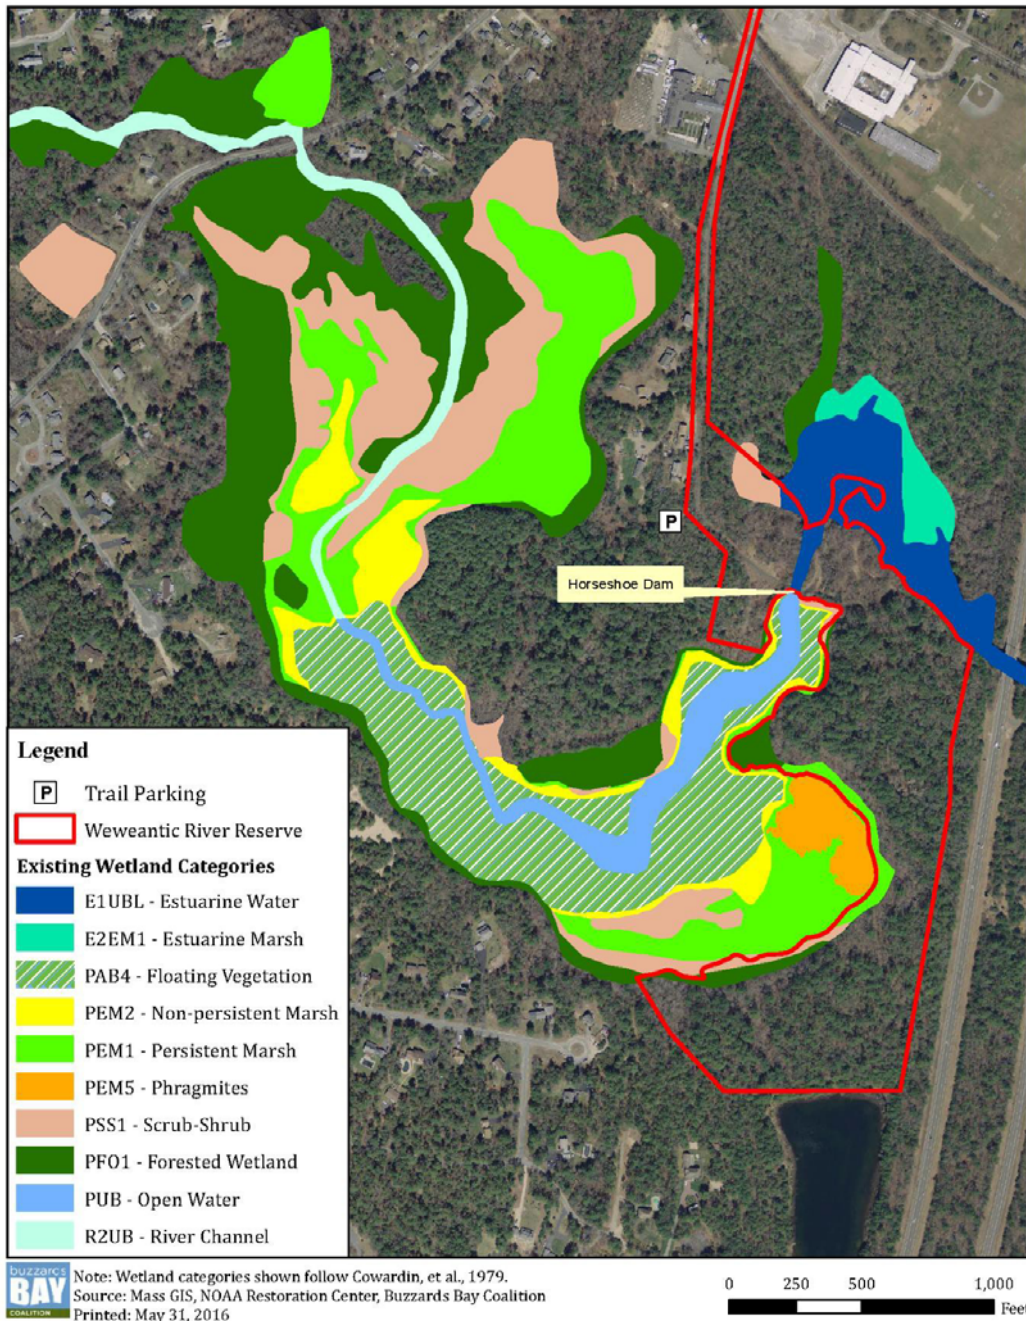 P
Horseshoe Dam
Legend
P Trail Parking
Weweantic River Reserve
Existing Wetland Categories
E1UBL - Estuarine Water
E2EM1 - Estuarine Marsh
PAB4 - Floating Vegetation
PEM2 - Non-persistent Marsh
PEM1 - Persistent Marsh
PEM5 - Phragmites
PSS1 - Scrub-Shrub
PFO1 - Forested Wetland
PUB - Open Water
R2UB - River Channel
buzzards
BAY
COALITION
Note: Wetland categories shown follow Cowardin, et al., 1979.
Source: Mass GIS, NOAA Restoration Center, Buzzards Bay Coalition
Printed: May 31, 2016
0 250 500 1,000
Feet